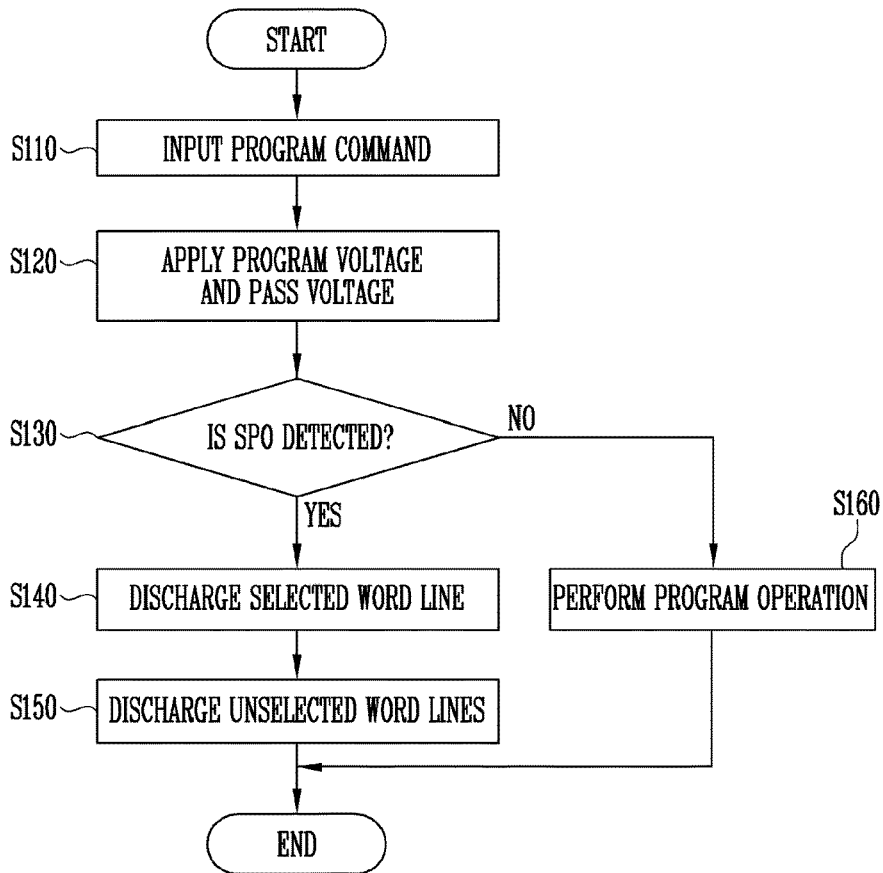 START
S110
INPUT PROGRAM COMMAND
S120
APPLY PROGRAM VOLTAGE
AND PASS VOLTAGE
S130
IS SPO DETECTED?
NO
YES
S160
S140
DISCHARGE SELECTED WORD LINE
PERFORM PROGRAM OPERATION
S150
DISCHARGE UNSELECTED WORD LINES
END